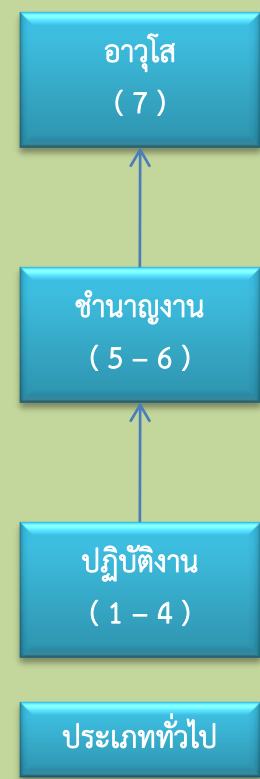 อาวุโส
( 7 )
ชำนาญงาน
( 5 – 6 )
ปฏิบัติงาน
( 1 – 4 )
ประเภททั่วไป